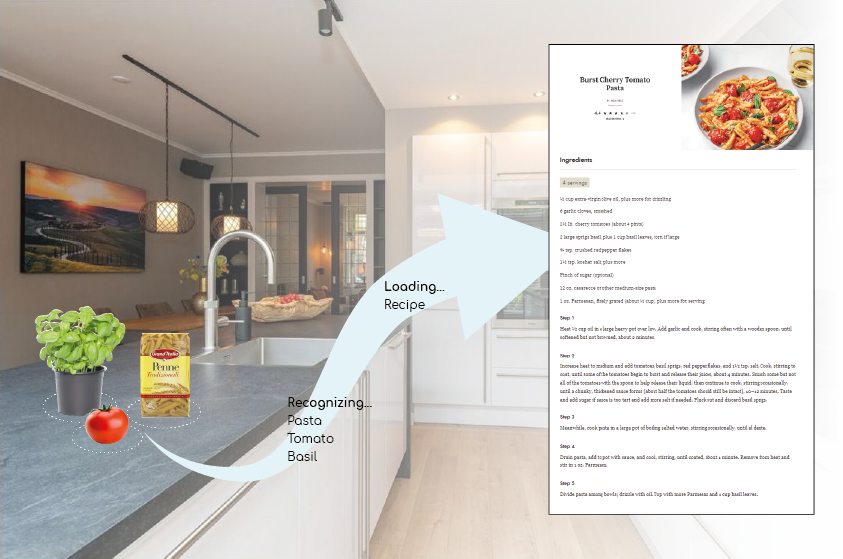 Burst Cherry Tomato
Pasta
Ingredients
4 servings
½ cup extra-virgin olive oil, plus more for drizzling
6 garlic cloves, smashed
2½ lb. cherry tomatoes (about 4 pints)
2 large sprigs basil, plus 1 cup basil leaves, torn if large
¾ tsp. crushed red pepper flakes
1½ tsp. kosher salt, plus more
Pinch of sugar (optional)
12 oz. casarecce or other medium-size pasta
1 oz. Parmesan, finely grated (about ½ cup), plus more for serving
Step 1
Heat ½ cup oil in a large heavy pot over low. Add garlic and cook, stirring often with a wooden spoon, until
softened but not browned, about 2 minutes.
Step 2
Increase heat to medium and add tomatoes, basil sprigs, red pepper flakes, and 1½ tsp. salt. Cook, stirring to
coat, until some of the tomatoes begin to burst and release their juices, about 4 minutes. Smash some but not
all of the tomatoes with the spoon to help release their liquid, then continue to cook, stirring occasionally,
until a chunky, thickened sauce forms (about half the tomatoes should still be intact), 10–12 minutes. Taste
and add sugar if sauce is too tart and add more salt if needed. Pluck out and discard basil sprigs.
Step 3
Meanwhile, cook pasta in a large pot of boiling salted water, stirring occasionally, until al dente.
Step 4
Drain pasta, add to pot with sauce, and cook, stirring, until coated, about 1 minute. Remove from heat and
stir in 1 oz. Parmesan.
Step 5
Divide pasta among bowls; drizzle with oil. Top with more Parmesan and 1 cup basil leaves.
Loading...
Recipe
Recognizing...
Pasta
Tomato
Basil
Grand'Italia
Penne
Tradizionali